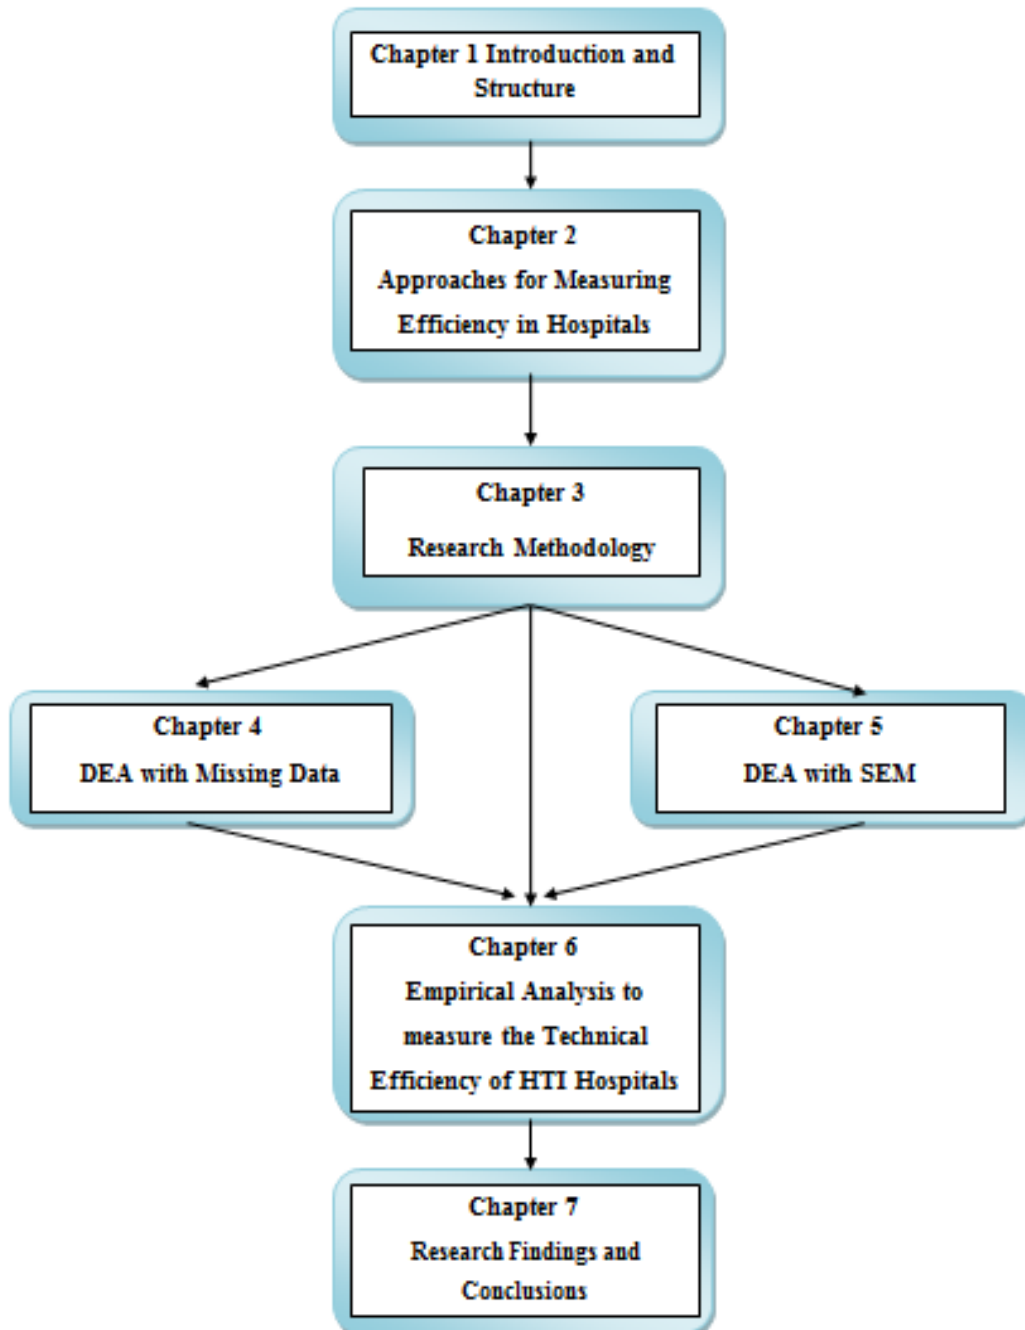 Chapter 1 Introduction and
Structure
Chapter 2
Approaches for Measuring
Efficiency in Hospitals
Chapter 3
Research Methodology
Chapter 4
DEA with Missing Data
Chapter 5
DEA with SEM
Chapter 6
Empirical Analysis to
measure the Technical
Efficiency of HTI Hospitals
Chapter 7
Research Findings and
Conclusions